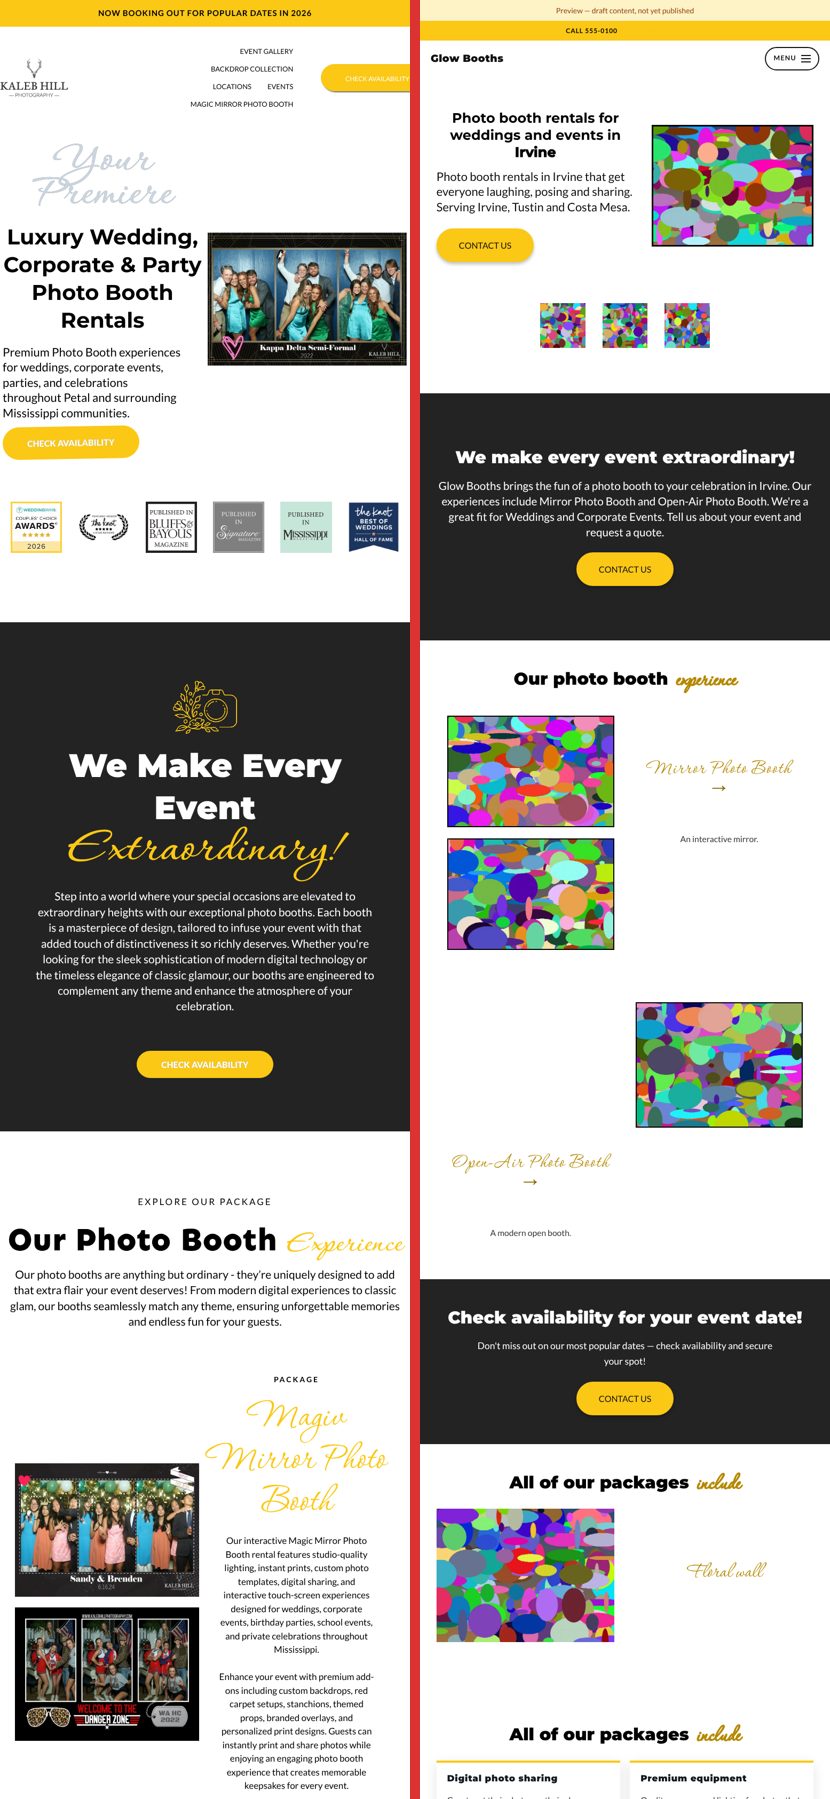 NOW BOOKING OUT FOR POPULAR DATES IN 2026
KALEB HILL
— PHOTOGRAPHY —
EVENT GALLERY
BACKDROP COLLECTION
LOCATIONS EVENTS
MAGIC MIRROR PHOTO BOOTH
CHECK AVAILABILITY
Your
Premiere
Luxury Wedding,
Corporate & Party
Photo Booth
Rentals
Premium Photo Booth experiences
for weddings, corporate events,
parties, and celebrations
throughout Petal and surrounding
Mississippi communities.
CHECK AVAILABILITY
Kappa Delta Semi-Formal
2022
KALEB HILL
WEDDINGWIRE
COUPLES' CHOICE
AWARDS
2026
the knot
PUBLISHED IN
BLUFFS &
BAYOUS
MAGAZINE
PUBLISHED
IN
Signature
PUBLISHED
IN
Mississippi
the knot
BEST OF
WEDDINGS
HALL OF FAME
We Make Every
Event
Extraordinary!
Step into a world where your special occasions are elevated to
extraordinary heights with our exceptional photo booths. Each booth
is a masterpiece of design, tailored to infuse your event with that
added touch of distinctiveness it so richly deserves. Whether you're
looking for the sleek sophistication of modern digital technology or
the timeless elegance of classic glamour, our booths are engineered to
complement any theme and enhance the atmosphere of your
celebration.
CHECK AVAILABILITY
EXPLORE OUR PACKAGE
Our Photo Booth Experience
Our photo booths are anything but ordinary - they're uniquely designed to add
that extra flair your event deserves! From modern digital experiences to classic
glam, our booths seamlessly match any theme, ensuring unforgettable memories
and endless fun for your guests.
PACKAGE
Magiv
Mirror Photo
Booth
Sandy & Brenden
6.16.24
KALEB HILL
WWW.KALEBHILLPHOTOGRAPHY.COM
WELCOME TO THE
DANGER ZONE
WA HC
2022
Our interactive Magic Mirror Photo
Booth rental features studio-quality
lighting, instant prints, custom photo
templates, digital sharing, and
interactive touch-screen experiences
designed for weddings, corporate
events, birthday parties, school events,
and private celebrations throughout
Mississippi.
Enhance your event with premium add-
ons including custom backdrops, red
carpet setups, stanchions, themed
props, branded overlays, and
personalized print designs. Guests can
instantly print and share photos while
enjoying an engaging photo booth
experience that creates memorable
keepsakes for every event.
Preview — draft content, not yet published
CALL 555-0100
Glow Booths
MENU
Photo booth rentals for
weddings and events in
Irvine
Photo booth rentals in Irvine that get
everyone laughing, posing and sharing.
Serving Irvine, Tustin and Costa Mesa.
CONTACT US
We make every event extraordinary!
Glow Booths brings the fun of a photo booth to your celebration in Irvine. Our
experiences include Mirror Photo Booth and Open-Air Photo Booth. We're a
great fit for Weddings and Corporate Events. Tell us about your event and
request a quote.
CONTACT US
Our photo booth experience
Mirror Photo Booth
→
An interactive mirror.
Open-Air Photo Booth
→
A modern open booth.
Check availability for your event date!
Don't miss out on our most popular dates — check availability and secure
your spot!
CONTACT US
All of our packages include
Floral wall
All of our packages include
Digital photo sharing
Premium equipment